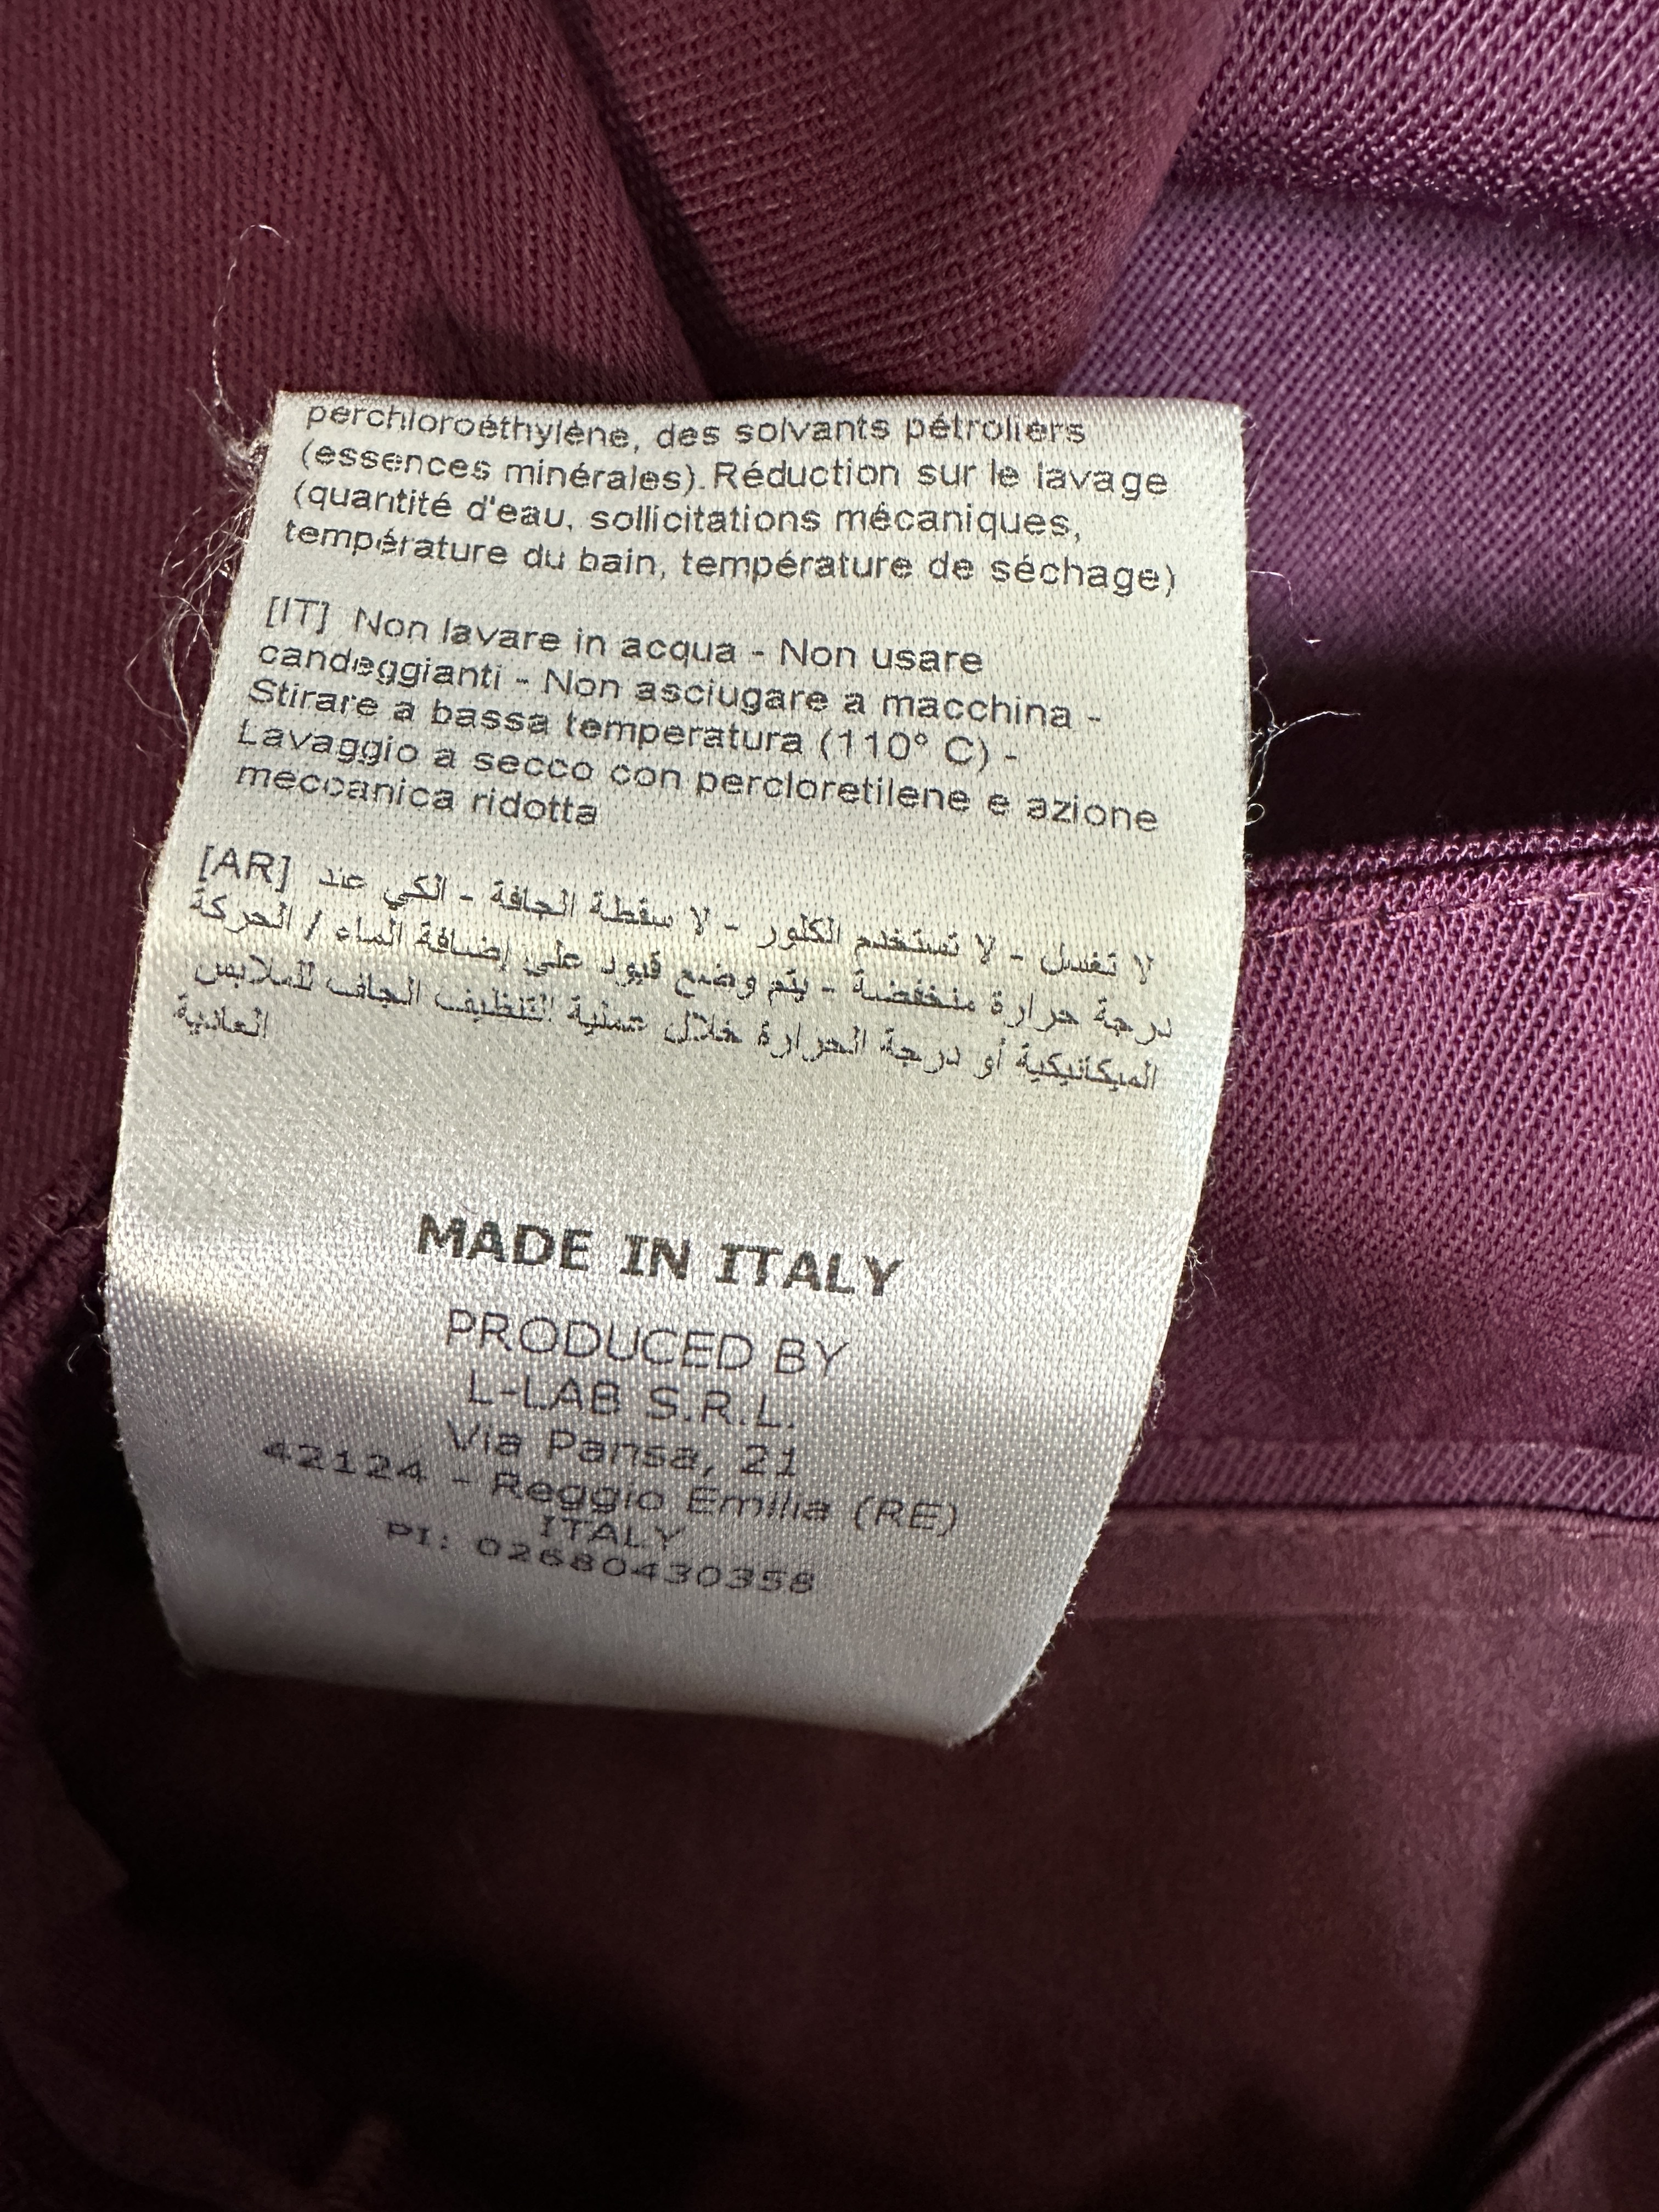 perchloroéthylène, des solvants pétroliers
(essences minérales). Réduction sur le lavage
(quantité d'eau, sollicitations mécaniques,
température du bain, température de séchage)
[IT] Non lavare in acqua - Non usare
candeggianti - Non asciugare a macchina -
Stirare a bassa temperatura (110° C) -
Lavaggio a secco con percloretilene e azione
meccanica ridotta
[AR] لا تغسل - لا تستخدم الكلور - لا سقطة الجافة - الكي عند
درجة حرارة منخفضة - يتم وضع قيود على إضافة الماء / الحركة
الميكانيكية أو درجة الحرارة خلال عملية التنظيف الجاف للملابس
العادية
MADE IN ITALY
PRODUCED BY
L-LAB S.R.L.
Via Pansa, 21
42124 - Reggio Emilia (RE)
ITALY
PI: 02680430358